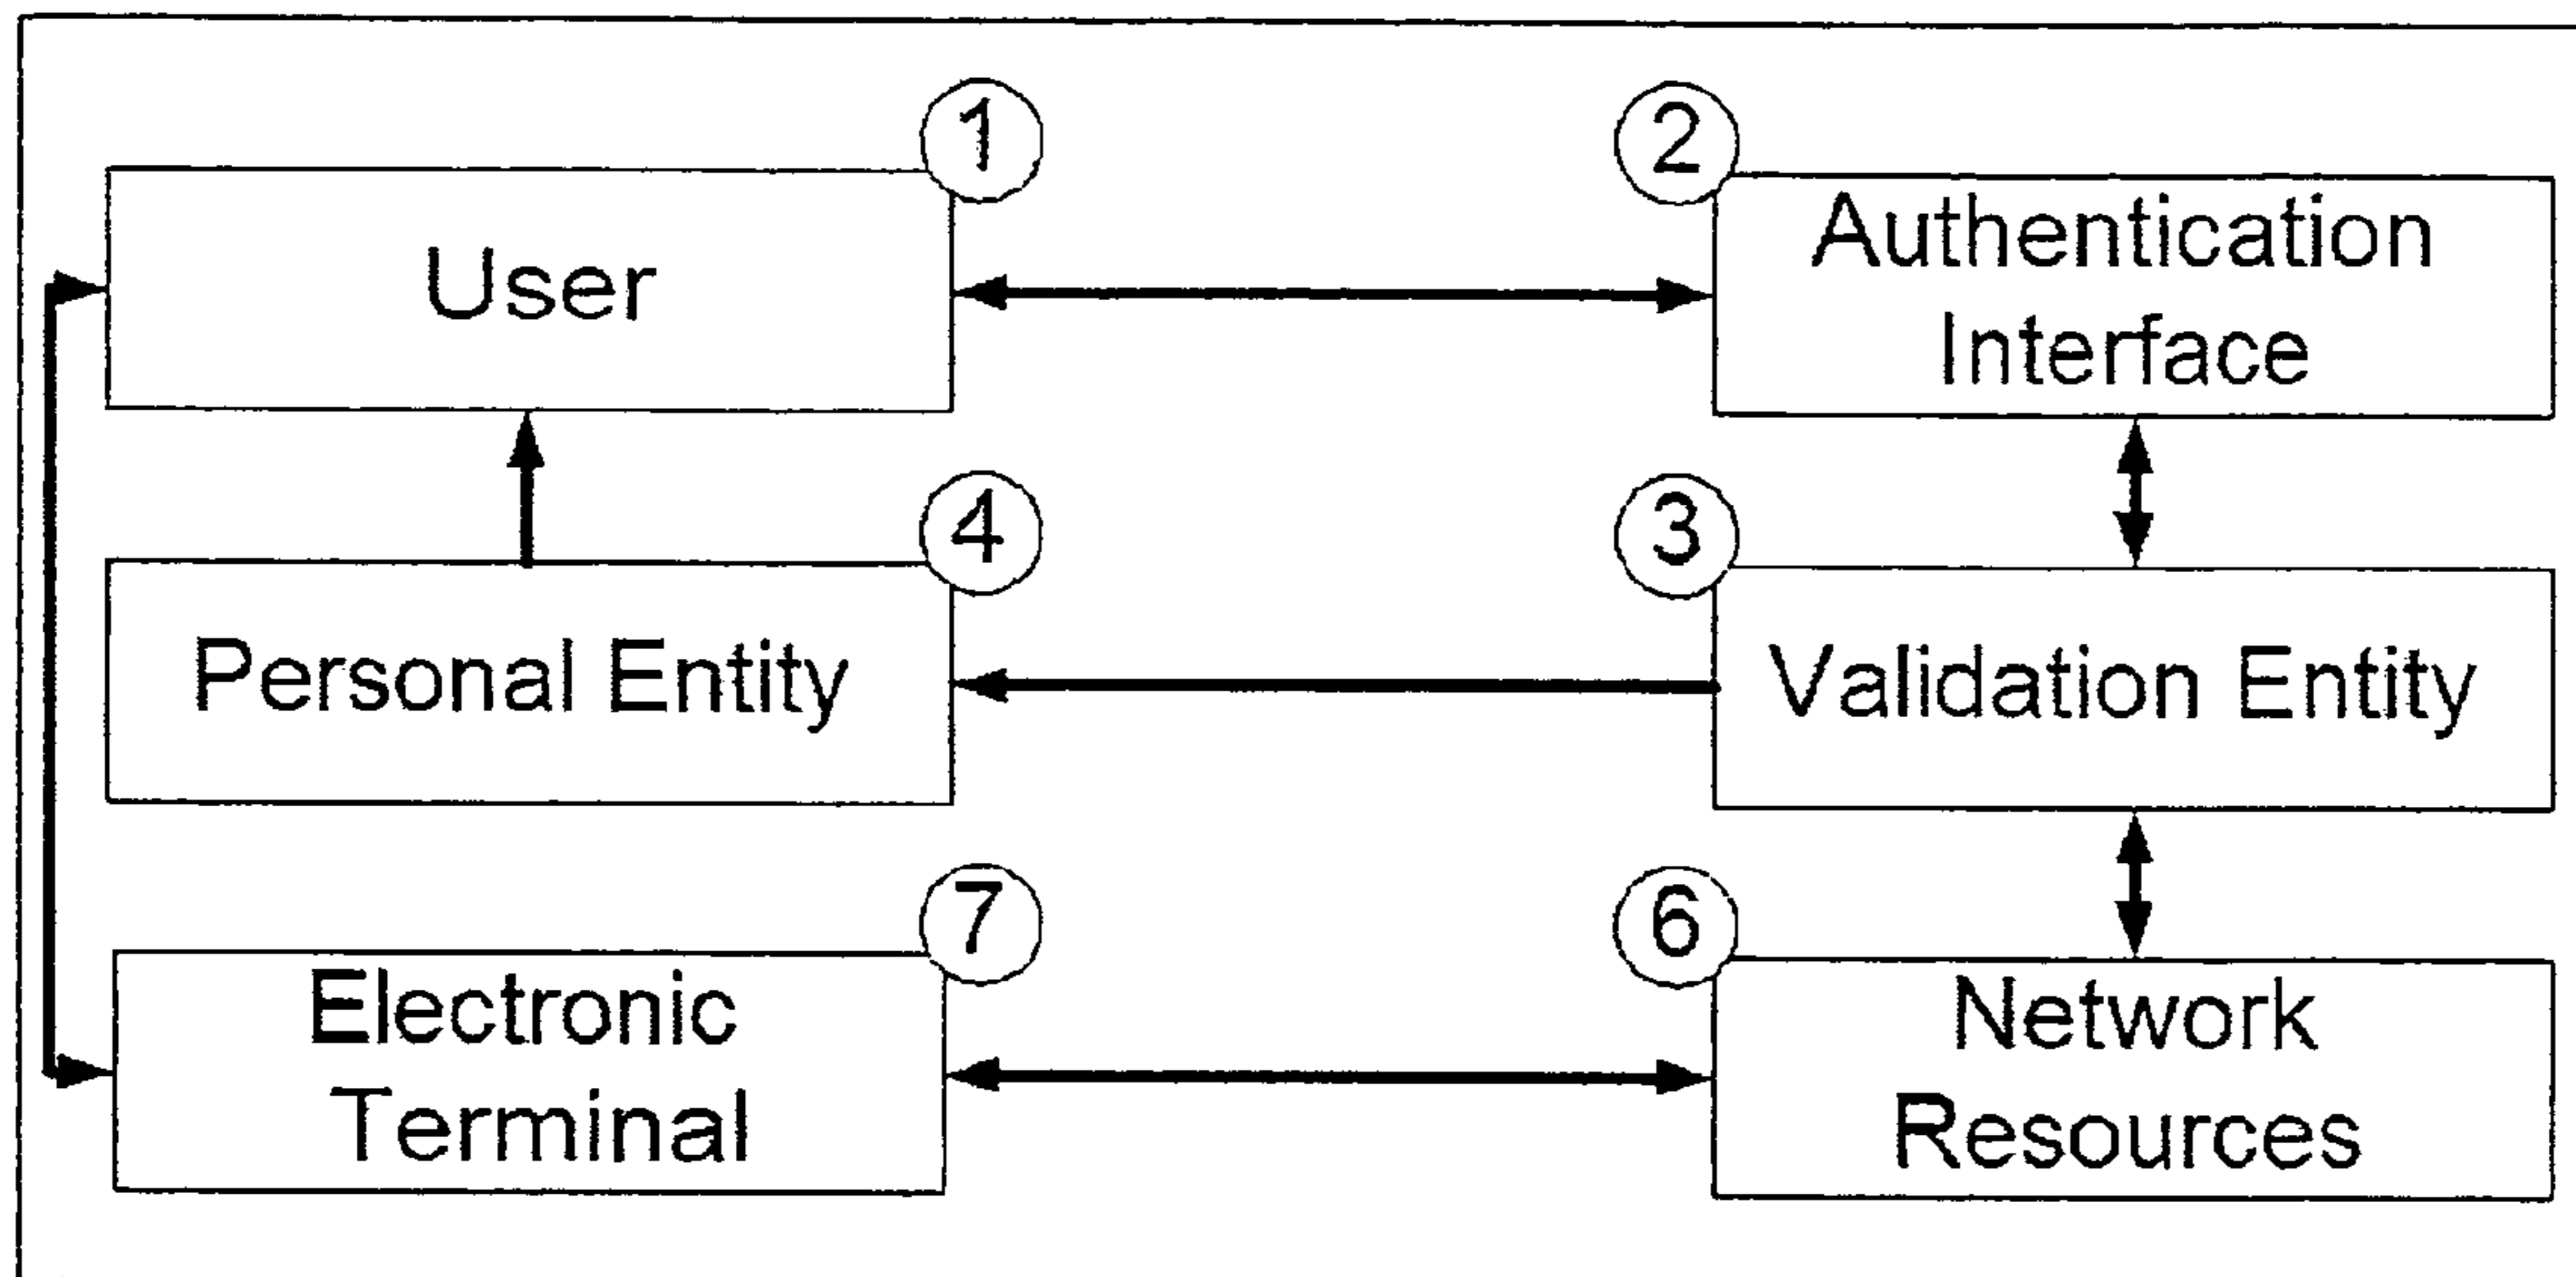 1
User
2
Authentication
Interface
4
Personal Entity
3
Validation Entity
7
Electronic
Terminal
6
Network
Resources